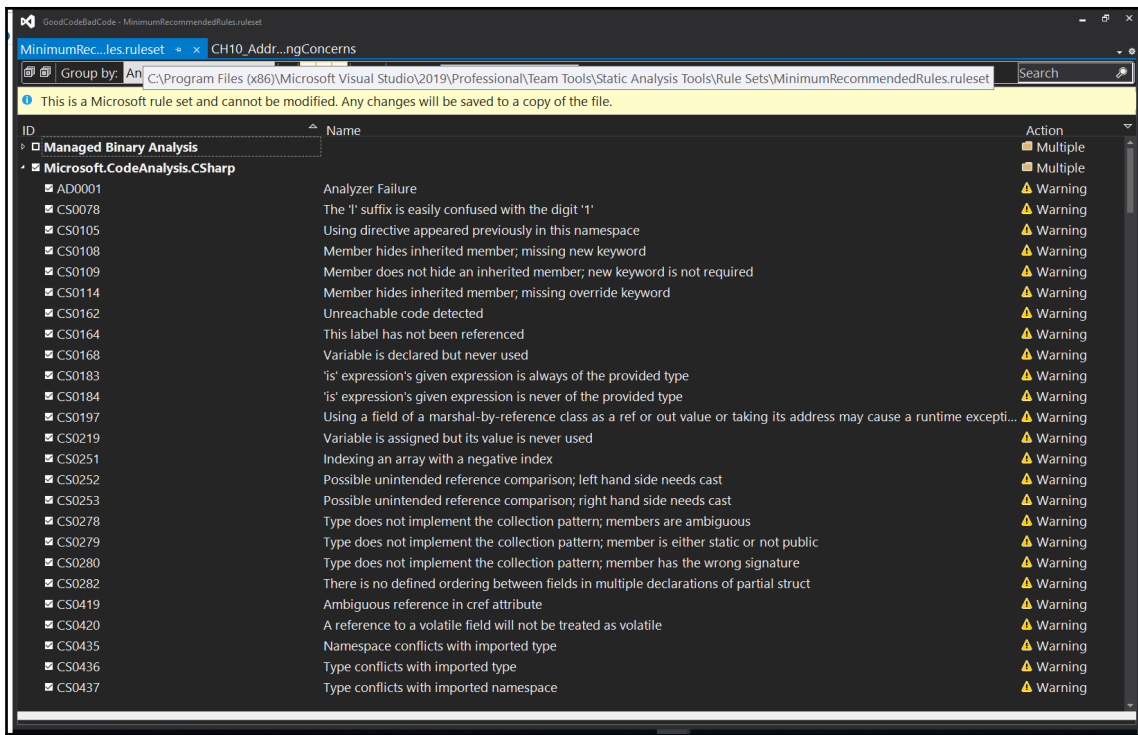 GoodCodeBadCode - MinimumRecommendedRules.ruleset
MinimumRec...les.ruleset CH10_Addr...ngConcerns
Group by: An C:\Program Files (x86)\Microsoft Visual Studio\2019\Professional\Team Tools\Static Analysis Tools\Rule Sets\MinimumRecommendedRules.ruleset Search
This is a Microsoft rule set and cannot be modified. Any changes will be saved to a copy of the file.
ID Name Action
Managed Binary Analysis Multiple
Microsoft.CodeAnalysis.CSharp Multiple
AD0001 Analyzer Failure Warning
CS0078 The 'l' suffix is easily confused with the digit '1' Warning
CS0105 Using directive appeared previously in this namespace Warning
CS0108 Member hides inherited member; missing new keyword Warning
CS0109 Member does not hide an inherited member; new keyword is not required Warning
CS0114 Member hides inherited member; missing override keyword Warning
CS0162 Unreachable code detected Warning
CS0164 This label has not been referenced Warning
CS0168 Variable is declared but never used Warning
CS0183 'is' expression's given expression is always of the provided type Warning
CS0184 'is' expression's given expression is never of the provided type Warning
CS0197 Using a field of a marshal-by-reference class as a ref or out value or taking its address may cause a runtime excepti... Warning
CS0219 Variable is assigned but its value is never used Warning
CS0251 Indexing an array with a negative index Warning
CS0252 Possible unintended reference comparison; left hand side needs cast Warning
CS0253 Possible unintended reference comparison; right hand side needs cast Warning
CS0278 Type does not implement the collection pattern; members are ambiguous Warning
CS0279 Type does not implement the collection pattern; member is either static or not public Warning
CS0280 Type does not implement the collection pattern; member has the wrong signature Warning
CS0282 There is no defined ordering between fields in multiple declarations of partial struct Warning
CS0419 Ambiguous reference in cref attribute Warning
CS0420 A reference to a volatile field will not be treated as volatile Warning
CS0435 Namespace conflicts with imported type Warning
CS0436 Type conflicts with imported type Warning
CS0437 Type conflicts with imported namespace Warning